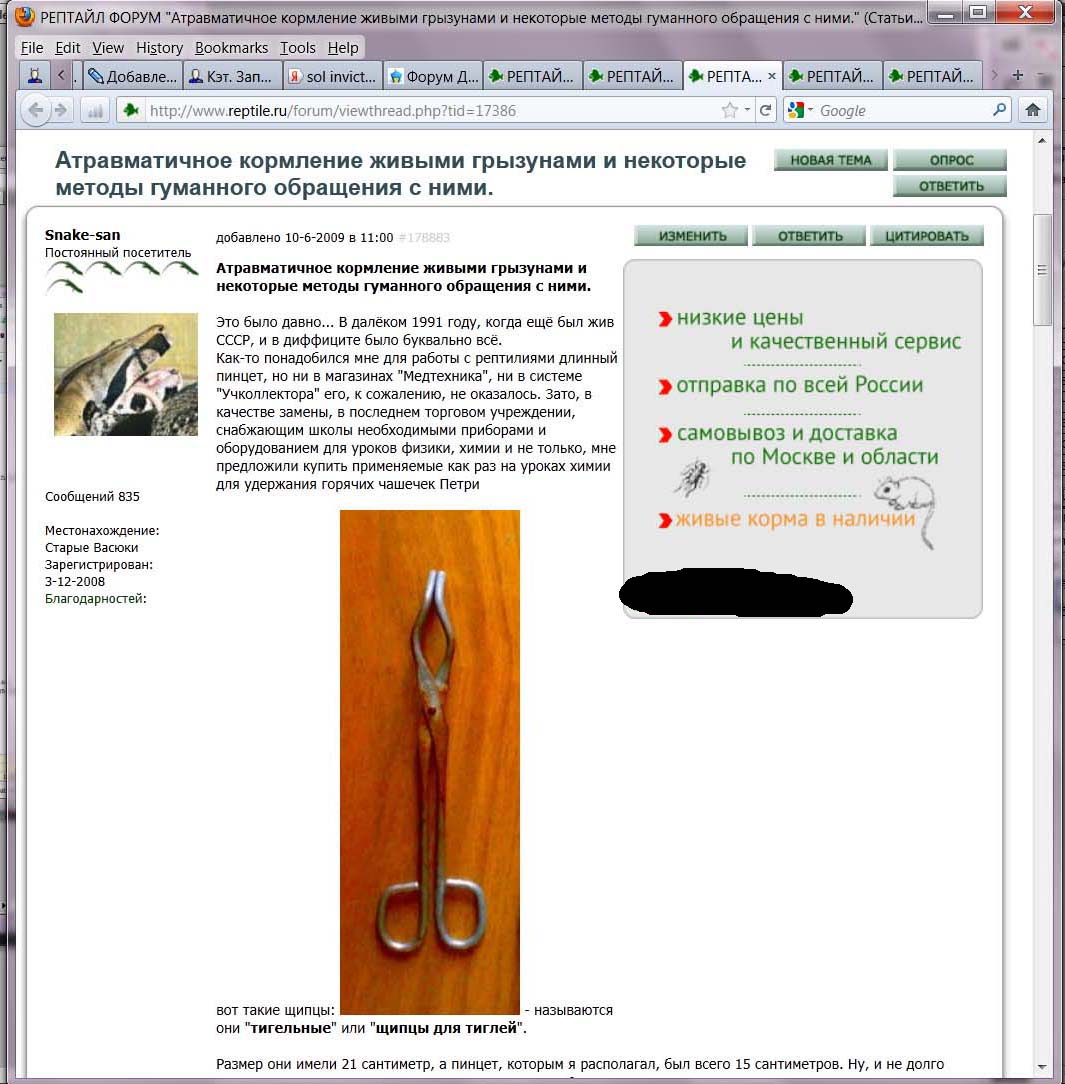 РЕПТАЙЛ ФОРУМ "Атравматичное кормление живыми грызунами и некоторые методы гуманного обращения с ними." (Статьи...
File Edit View History Bookmarks Tools Help
Добавле... Кэт. Зап... sol invict... Форум Д... РЕПТАЙ... РЕПТАЙ... РЕПТА... РЕПТАЙ... РЕПТАЙ...
http://www.reptile.ru/forum/viewthread.php?tid=17386
Google
Атравматичное кормление живыми грызунами и некоторые
методы гуманного обращения с ними.
НОВАЯ ТЕМА
ОПРОС
ОТВЕТИТЬ
Snake-san
Постоянный посетитель
Сообщений 835
Местонахождение:
Старые Васюки
Зарегистрирован:
3-12-2008
Благодарностей:
добавлено 10-6-2009 в 11:00 #178883
ИЗМЕНИТЬ
ОТВЕТИТЬ
ЦИТИРОВАТЬ
Атравматичное кормление живыми грызунами и
некоторые методы гуманного обращения с ними.
Это было давно... В далёком 1991 году, когда ещё был жив
СССР, и в диффиците было буквально всё.
Как-то понадобился мне для работы с рептилиями длинный
пинцет, но ни в магазинах "Медтехника", ни в системе
"Учколлектора" его, к сожалению, не оказалось. Зато, в
качестве замены, в последнем торговом учреждении,
снабжающим школы необходимыми приборами и
оборудованием для уроков физики, химии и не только, мне
предложили купить применяемые как раз на уроках химии
для удержания горячих чашечек Петри
низкие цены
и качественный сервис
отправка по всей России
самовывоз и доставка
по Москве и области
живые корма в наличии
вот такие щипцы: - называются
они "тигельные" или "щипцы для тиглей".
Размер они имели 21 сантиметр, а пинцет, которым я располагал, был всего 15 сантиметров. Ну, и не долго